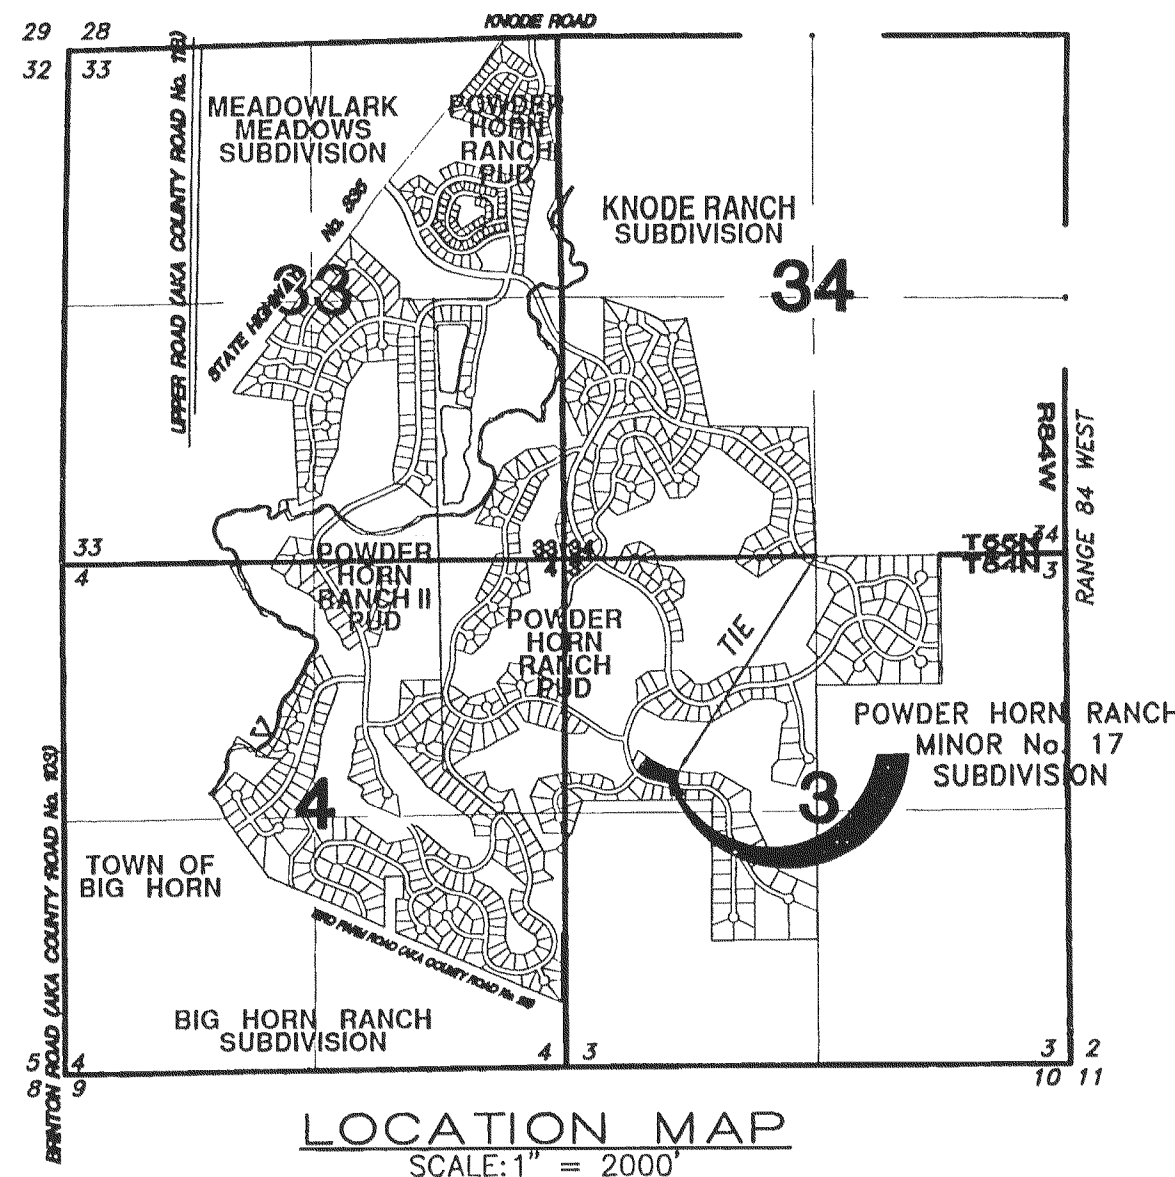 KNODE ROAD
29 28
32 33
UPPER ROAD (AKA COUNTY ROAD No. 118)
MEADOWLARK
MEADOWS
SUBDIVISION
POWDER
HORN
RANCH
PUD
STATE HIGHWAY No. 335
33
KNODE RANCH
SUBDIVISION
34
R84W
RANGE 84 WEST
33
4
33 34
4 3
34
T55N
T54N
3
POWDER
HORN
RANCH II
PUD
POWDER
HORN
RANCH
PUD
TIE
POWDER HORN RANCH
MINOR No. 17
SUBDIVISION
4
3
BRINTON ROAD (AKA COUNTY ROAD No. 103)
TOWN OF
BIG HORN
BIRD FARM ROAD (AKA COUNTY ROAD No.
BIG HORN RANCH
SUBDIVISION
5 4
8 9
4 3
3 2
10 11
LOCATION MAP
SCALE: 1" = 2000'